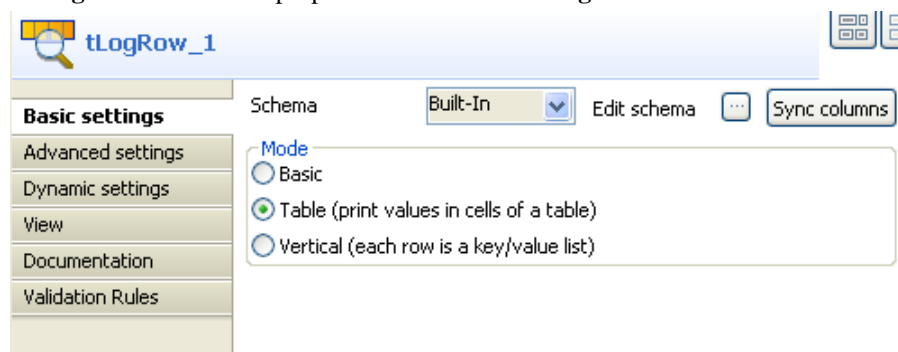 tLogRow_1
Basic settings
Advanced settings
Dynamic settings
View
Documentation
Validation Rules
Schema Built-In Edit schema ... Sync columns
Mode
Basic
Table (print values in cells of a table)
Vertical (each row is a key/value list)